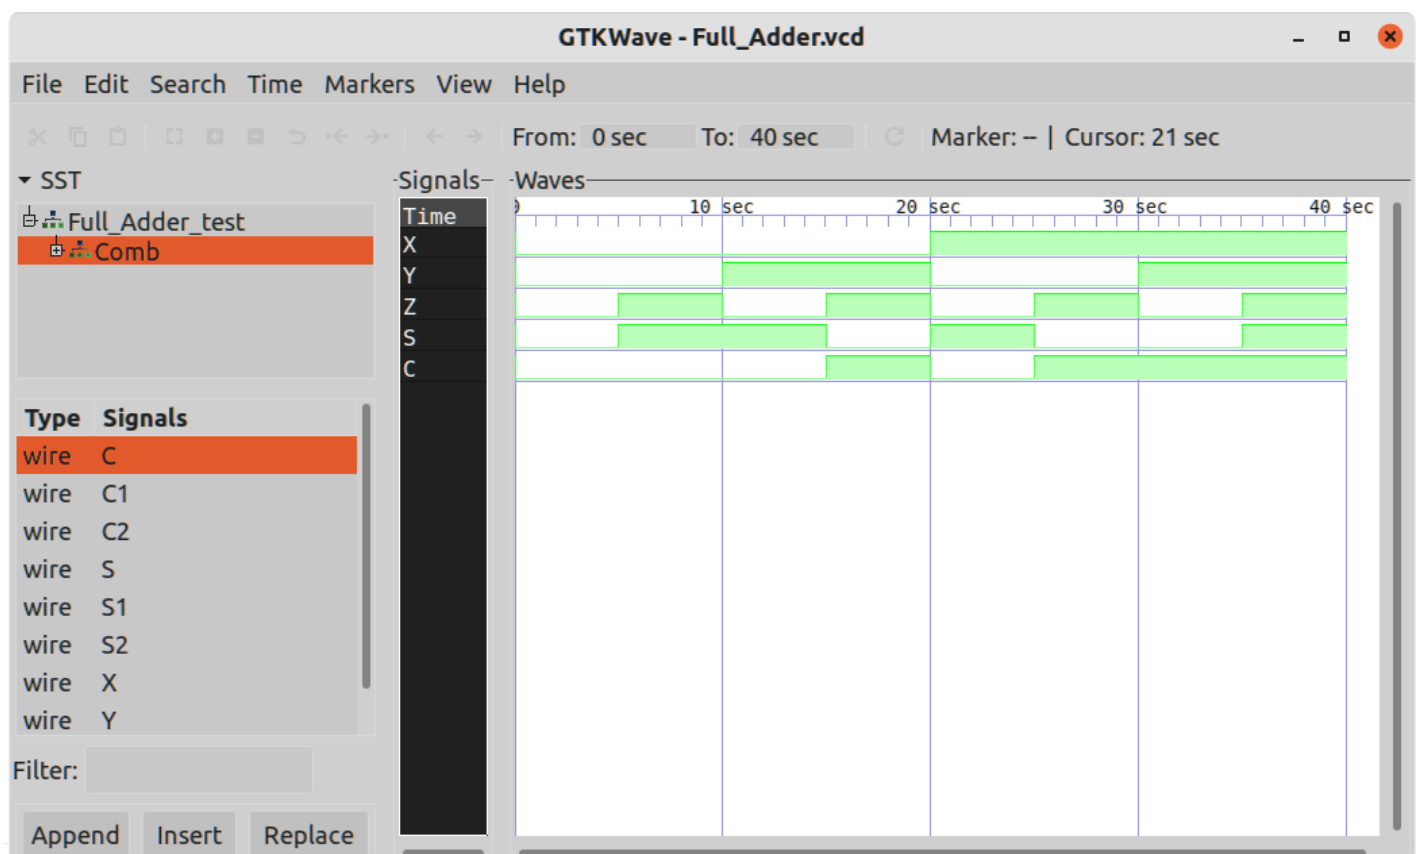 GTKWave - Full_Adder.vcd
File Edit Search Time Markers View Help
From: 0 sec To: 40 sec Marker: -- | Cursor: 21 sec
SST
Full_Adder_test
Comb
Type Signals
wire C
wire C1
wire C2
wire S
wire S1
wire S2
wire X
wire Y
Filter:
Append Insert Replace
Signals
Time
X
Y
Z
S
C
Waves
10 sec 20 sec 30 sec 40 sec